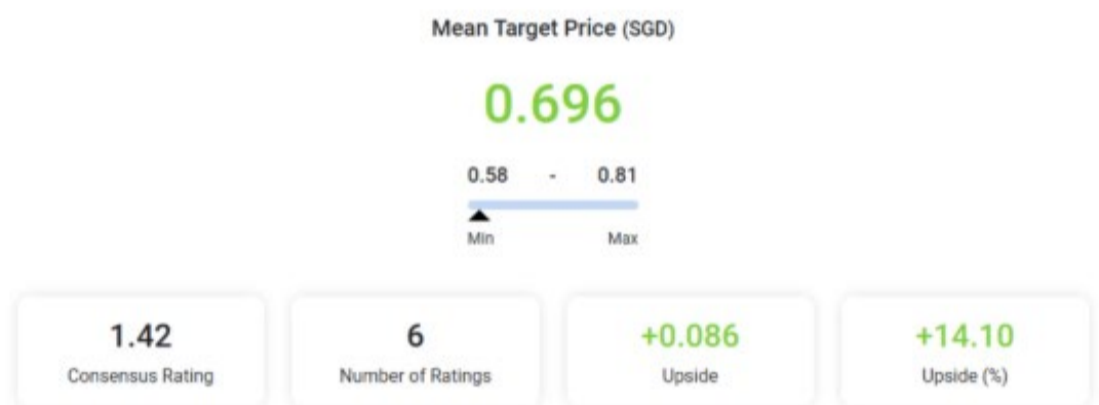 Mean Target Price (SGD)
0.696
0.58 - 0.81
Min Max
1.42 6 +0.086 +14.10
Consensus Rating Number of Ratings Upside Upside (%)